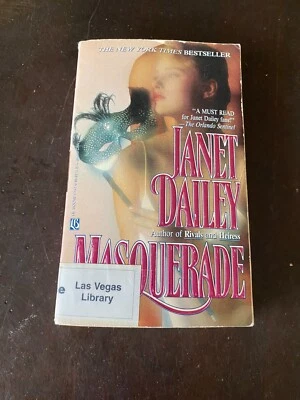 THE NEW YORK TIMES BESTSELLER
"A MUST READ
for Janet Dailey fans!"
—The Orlando Sentinel
JANET
DAILEY
Author of Rivals and Heiress
MASQUERADE
e
Las Vegas
Library